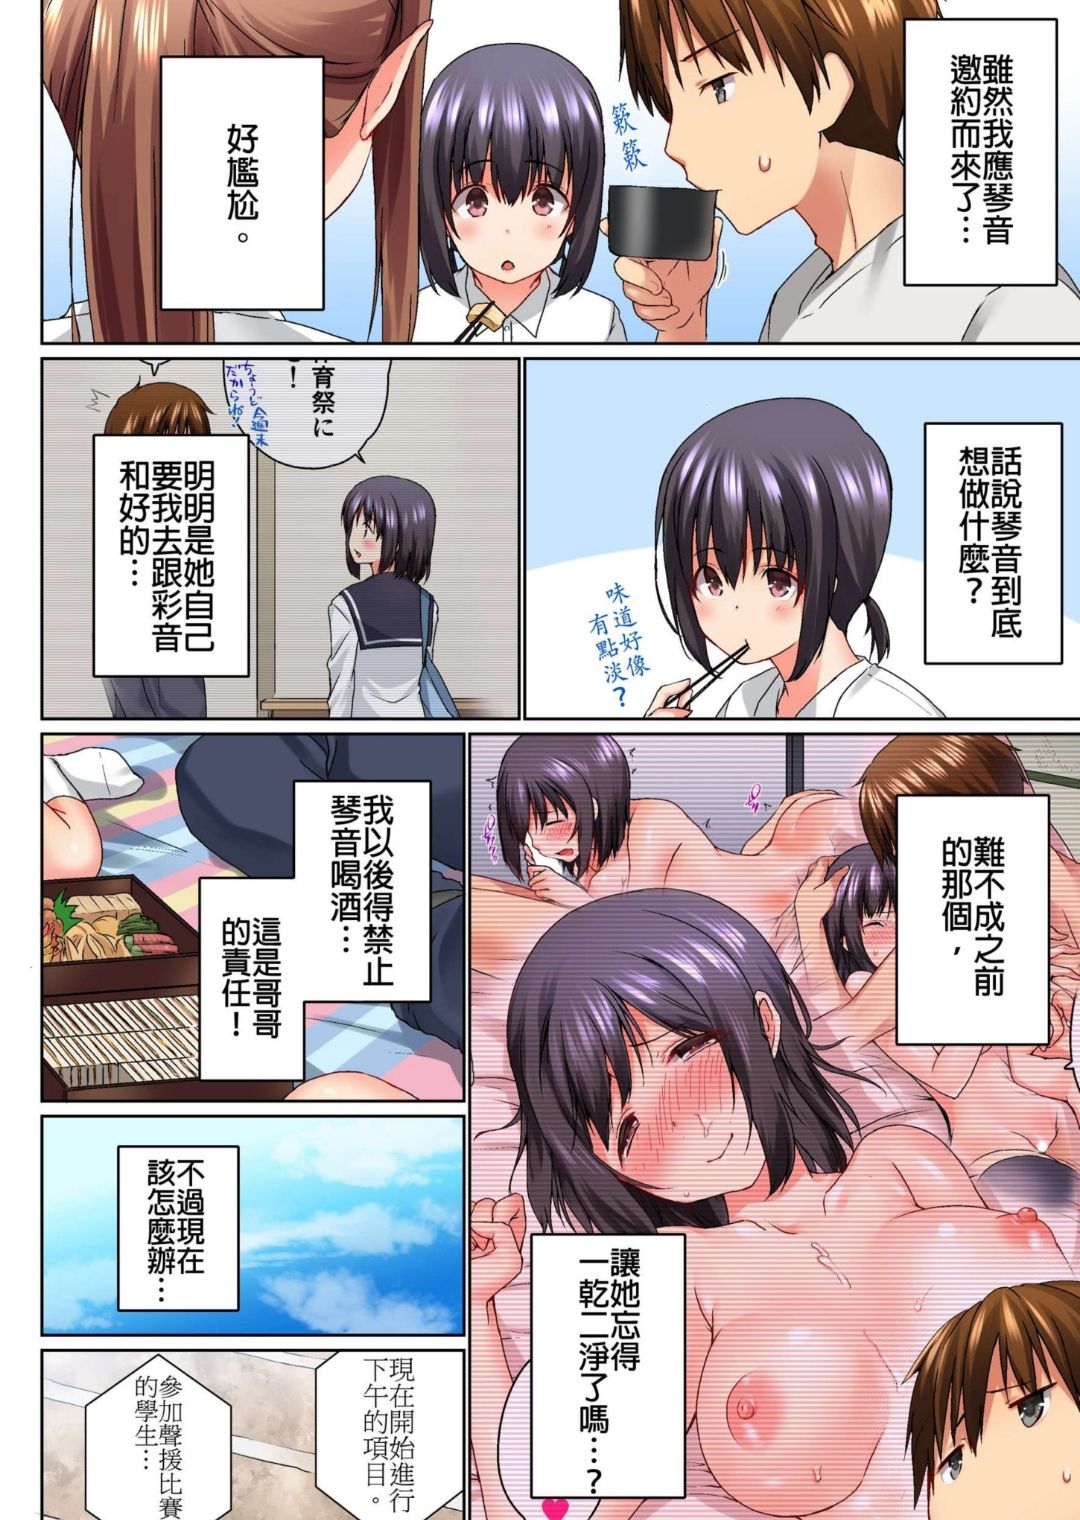 雖然我應琴音
邀約而來了…
簌簌
好尷尬。
話說琴音到底
想做什麼？
味道好像
有點淡？
育祭に
！
ちょーど今週末
だからね！
明明是她自己
要我去跟彩音
和好的…
難不成之前
的那個，
讓她忘得
一乾二淨了嗎…？
我以後得禁止
琴音喝酒…
這是哥哥
的責任！
不過現在
該怎麼辦…
現在開始進行
下午的項目。
參加聲援比賽
的學生…